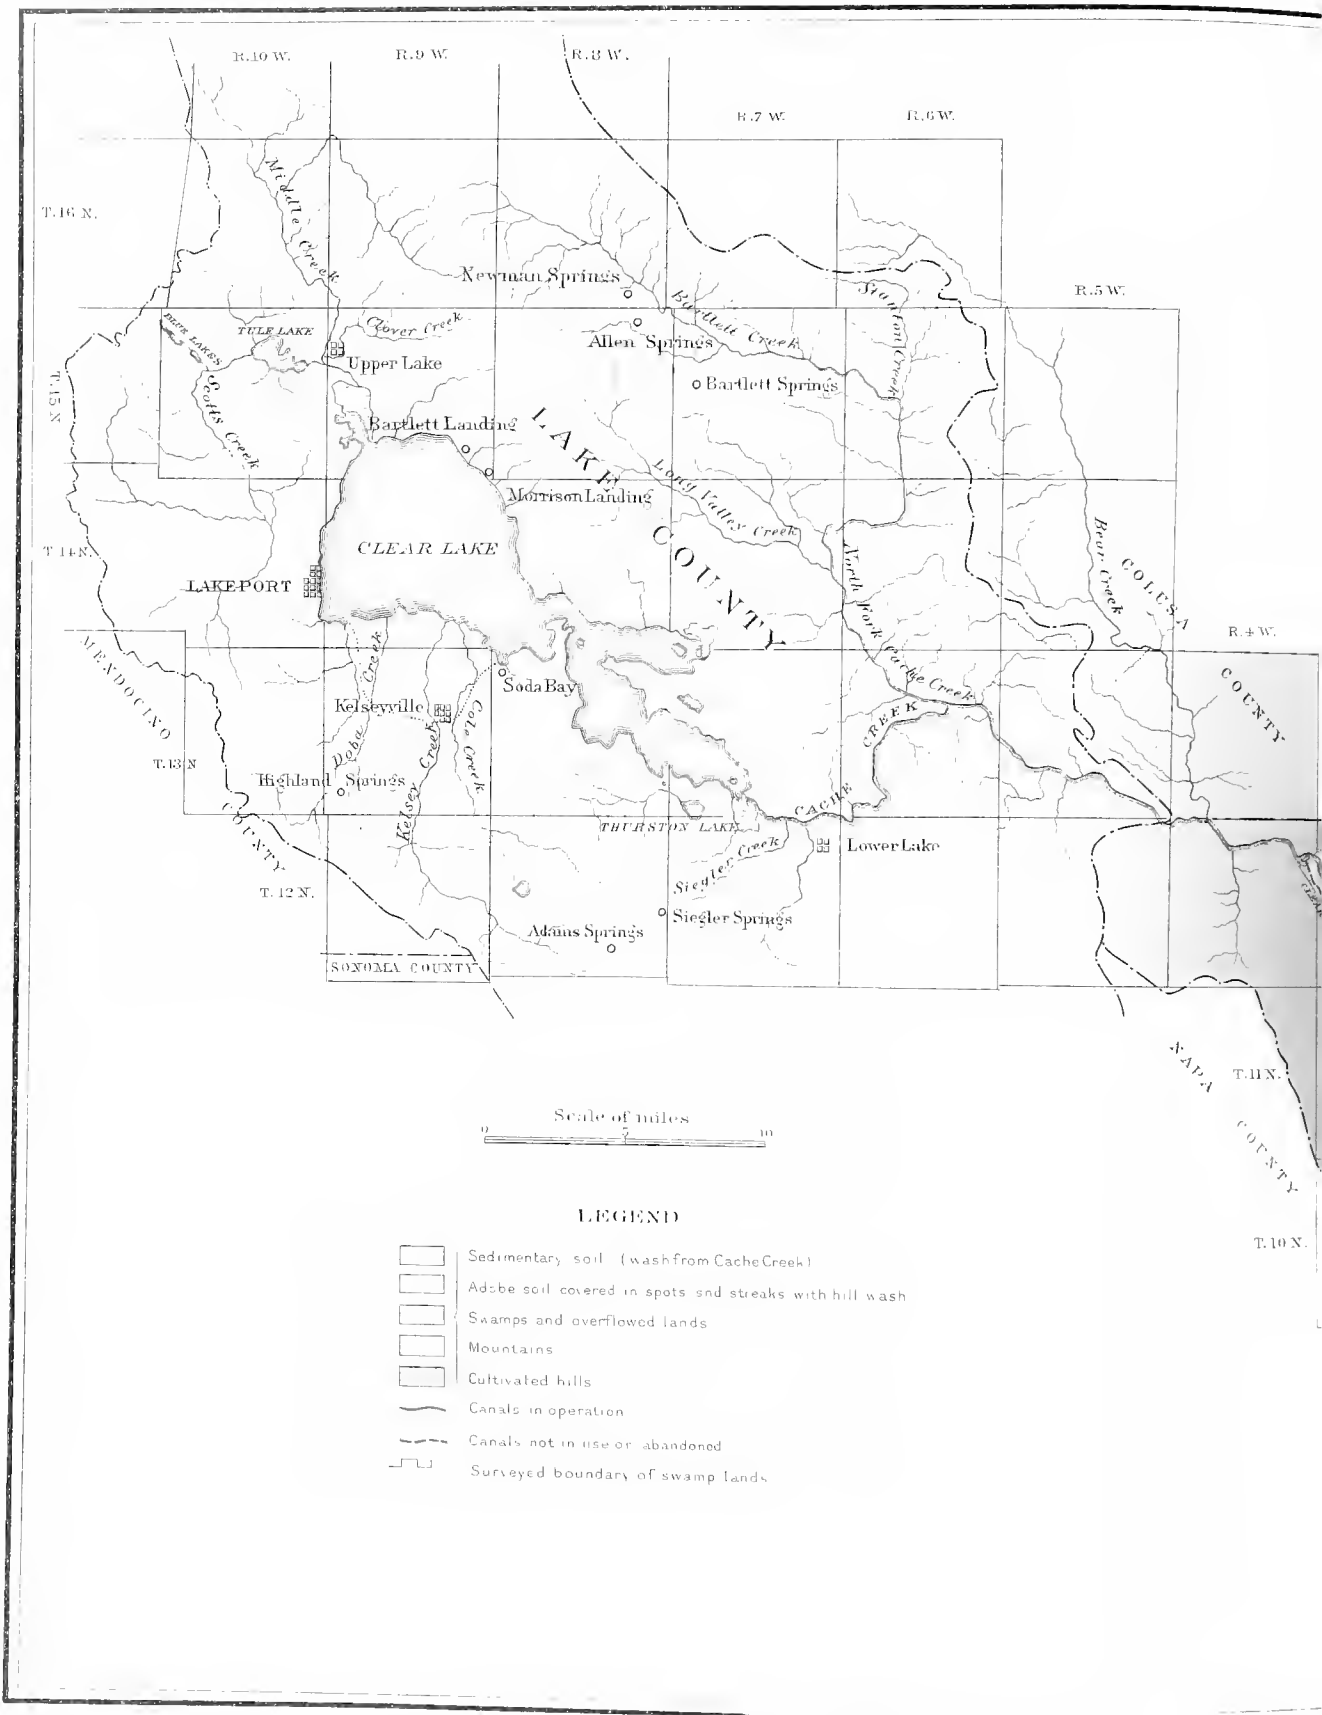 R.10 W.
R.9 W.
R.8 W.
R.7 W.
R.6 W.
T.16 N.
Middle Creek
Newman Springs
Stanton Creek
R.5 W.
BLUE LAKES
TULE LAKE
Clover Creek
Bartlett Creek
Upper Lake
Allen Springs
Bartlett Springs
T.15 N
Scotts Creek
Bartlett Landing
LAKE COUNTY
Long Valley Creek
Morrison Landing
CLEAR LAKE
T 14 N.
LAKEPORT
North Fork Cache Creek
Bear Creek
COLUSA COUNTY
R.4 W.
MENDOCINO COUNTY
Soda Bay
Kelseyville
Doba Creek
Cole Creek
Kelsey Creek
T.13 N
Highland Springs
CACHE CREEK
THURSTON LAKE
Siegler Creek
Lower Lake
T.12 N.
Siegler Springs
Adams Springs
SONOMA COUNTY
CLEAR
NAPA COUNTY
T.11 N.
T.10 N.
Scale of miles
0 5 10
LEGEND
Sedimentary soil (wash from Cache Creek)
Adobe soil covered in spots and streaks with hill wash
Swamps and overflowed lands
Mountains
Cultivated hills
Canals in operation
Canals not in use or abandoned
Surveyed boundary of swamp lands